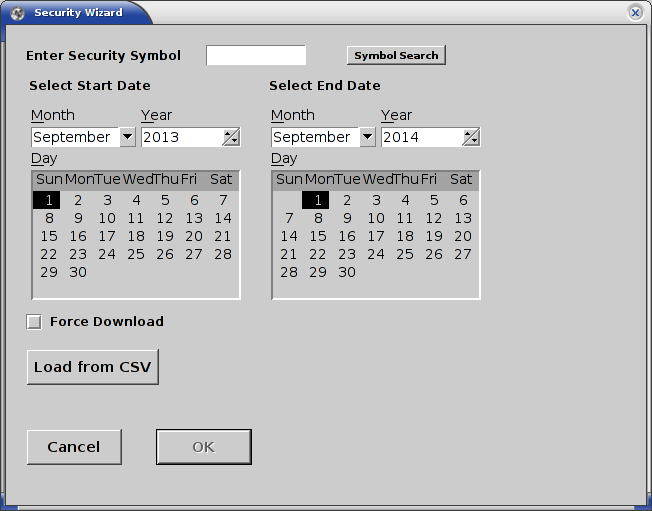 Security Wizard
Enter Security Symbol Symbol Search
Select Start Date Select End Date
Month Year Month Year
September 2013 September 2014
Day Day
Sun Mon Tue Wed Thu Fri Sat Sun Mon Tue Wed Thu Fri Sat
1 2 3 4 5 6 7 1 2 3 4 5 6
8 9 10 11 12 13 14 7 8 9 10 11 12 13
15 16 17 18 19 20 21 14 15 16 17 18 19 20
22 23 24 25 26 27 28 21 22 23 24 25 26 27
29 30 28 29 30
Force Download
Load from CSV
Cancel OK